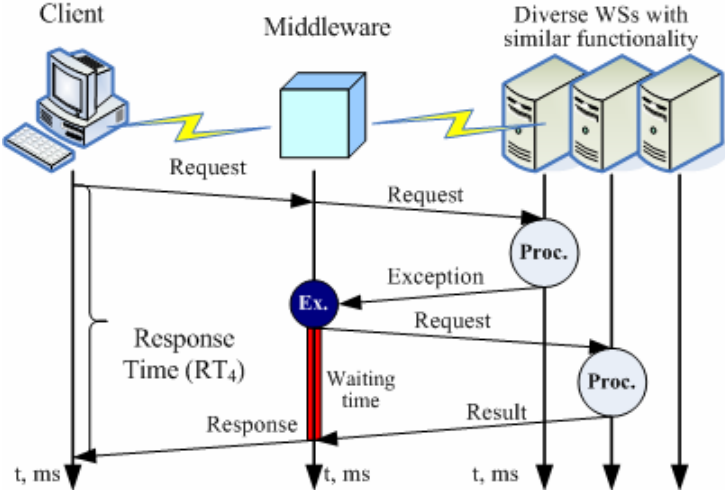 Client
Middleware
Diverse WSs with
similar functionality
Request
Request
Proc.
Exception
Ex.
Request
Response
Time (RT₄)
Waiting
time
Proc.
Response
Result
t, ms
t, ms
t, ms